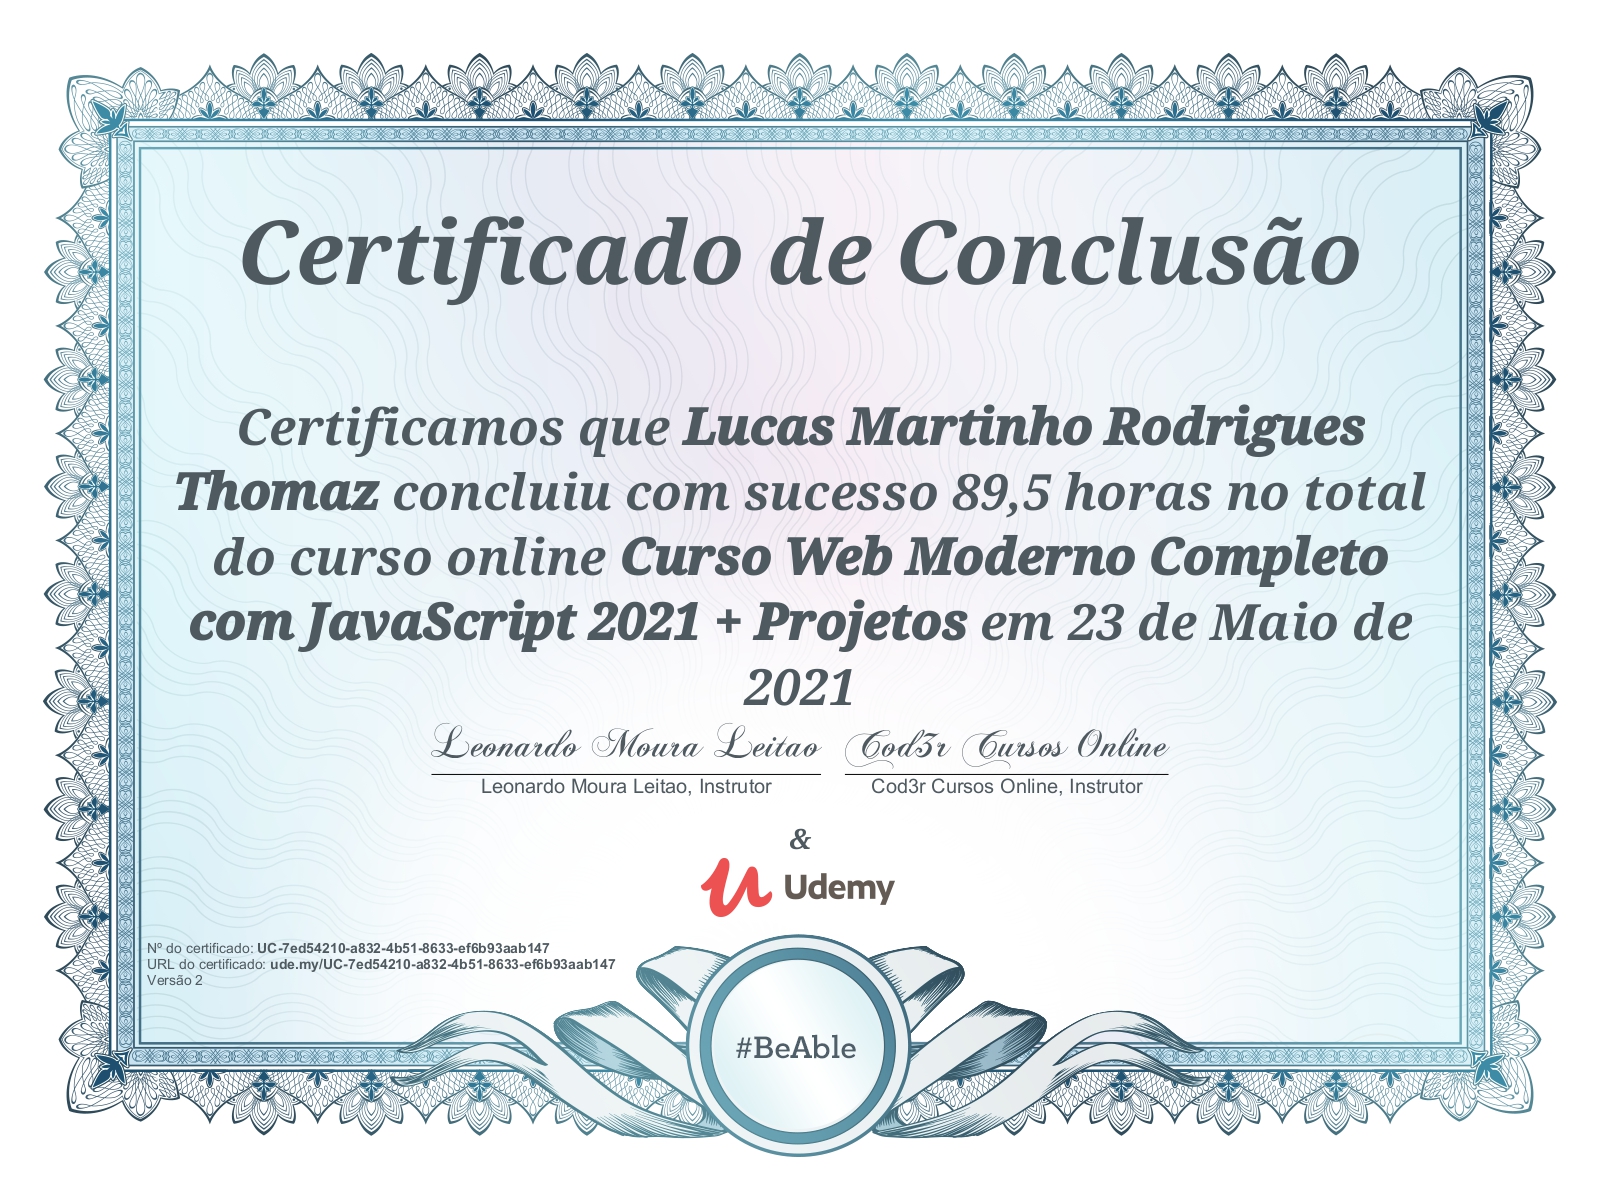 Certificado de Conclusão
Certificamos que Lucas Martinho Rodrigues
Thomaz concluiu com sucesso 89,5 horas no total
do curso online Curso Web Moderno Completo
com JavaScript 2021 + Projetos em 23 de Maio de
2021
Leonardo Moura Leitao Cod3r Cursos Online
Leonardo Moura Leitao, Instrutor Cod3r Cursos Online, Instrutor
&
Udemy
Nº do certificado: UC-7ed54210-a832-4b51-8633-ef6b93aab147
URL do certificado: ude.my/UC-7ed54210-a832-4b51-8633-ef6b93aab147
Versão 2
#BeAble